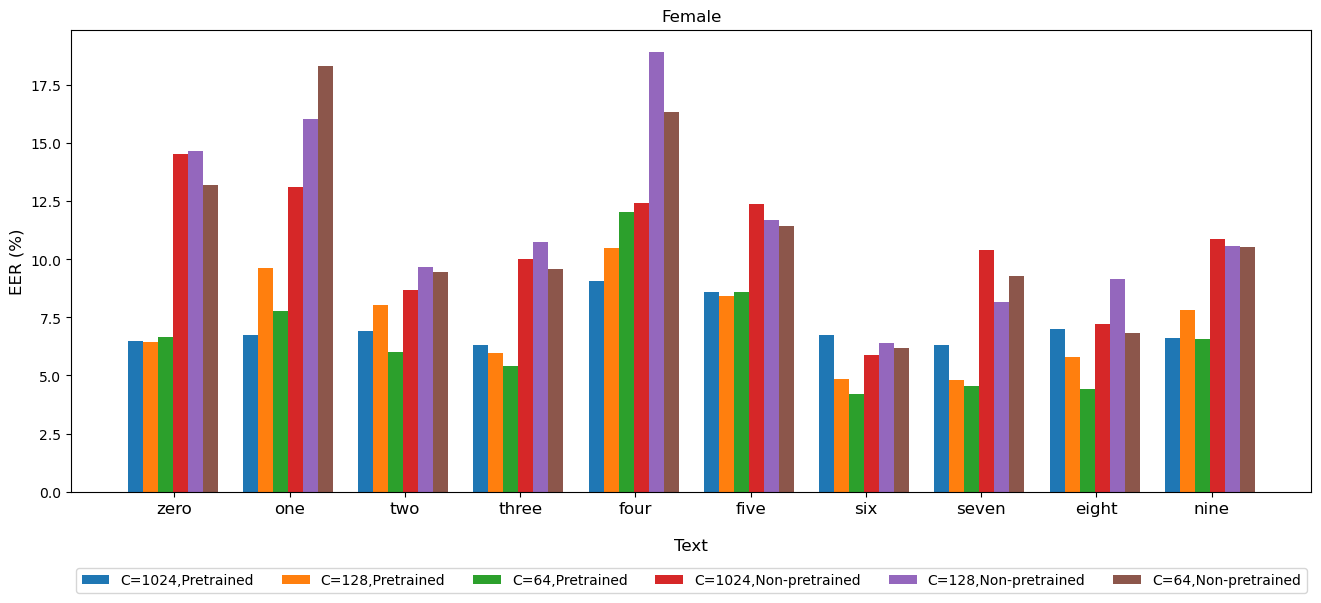 Female
EER (%)
17.5
15.0
12.5
10.0
7.5
5.0
2.5
0.0
zero one two three four five six seven eight nine
Text
C=1024,Pretrained C=128,Pretrained C=64,Pretrained C=1024,Non-pretrained C=128,Non-pretrained C=64,Non-pretrained